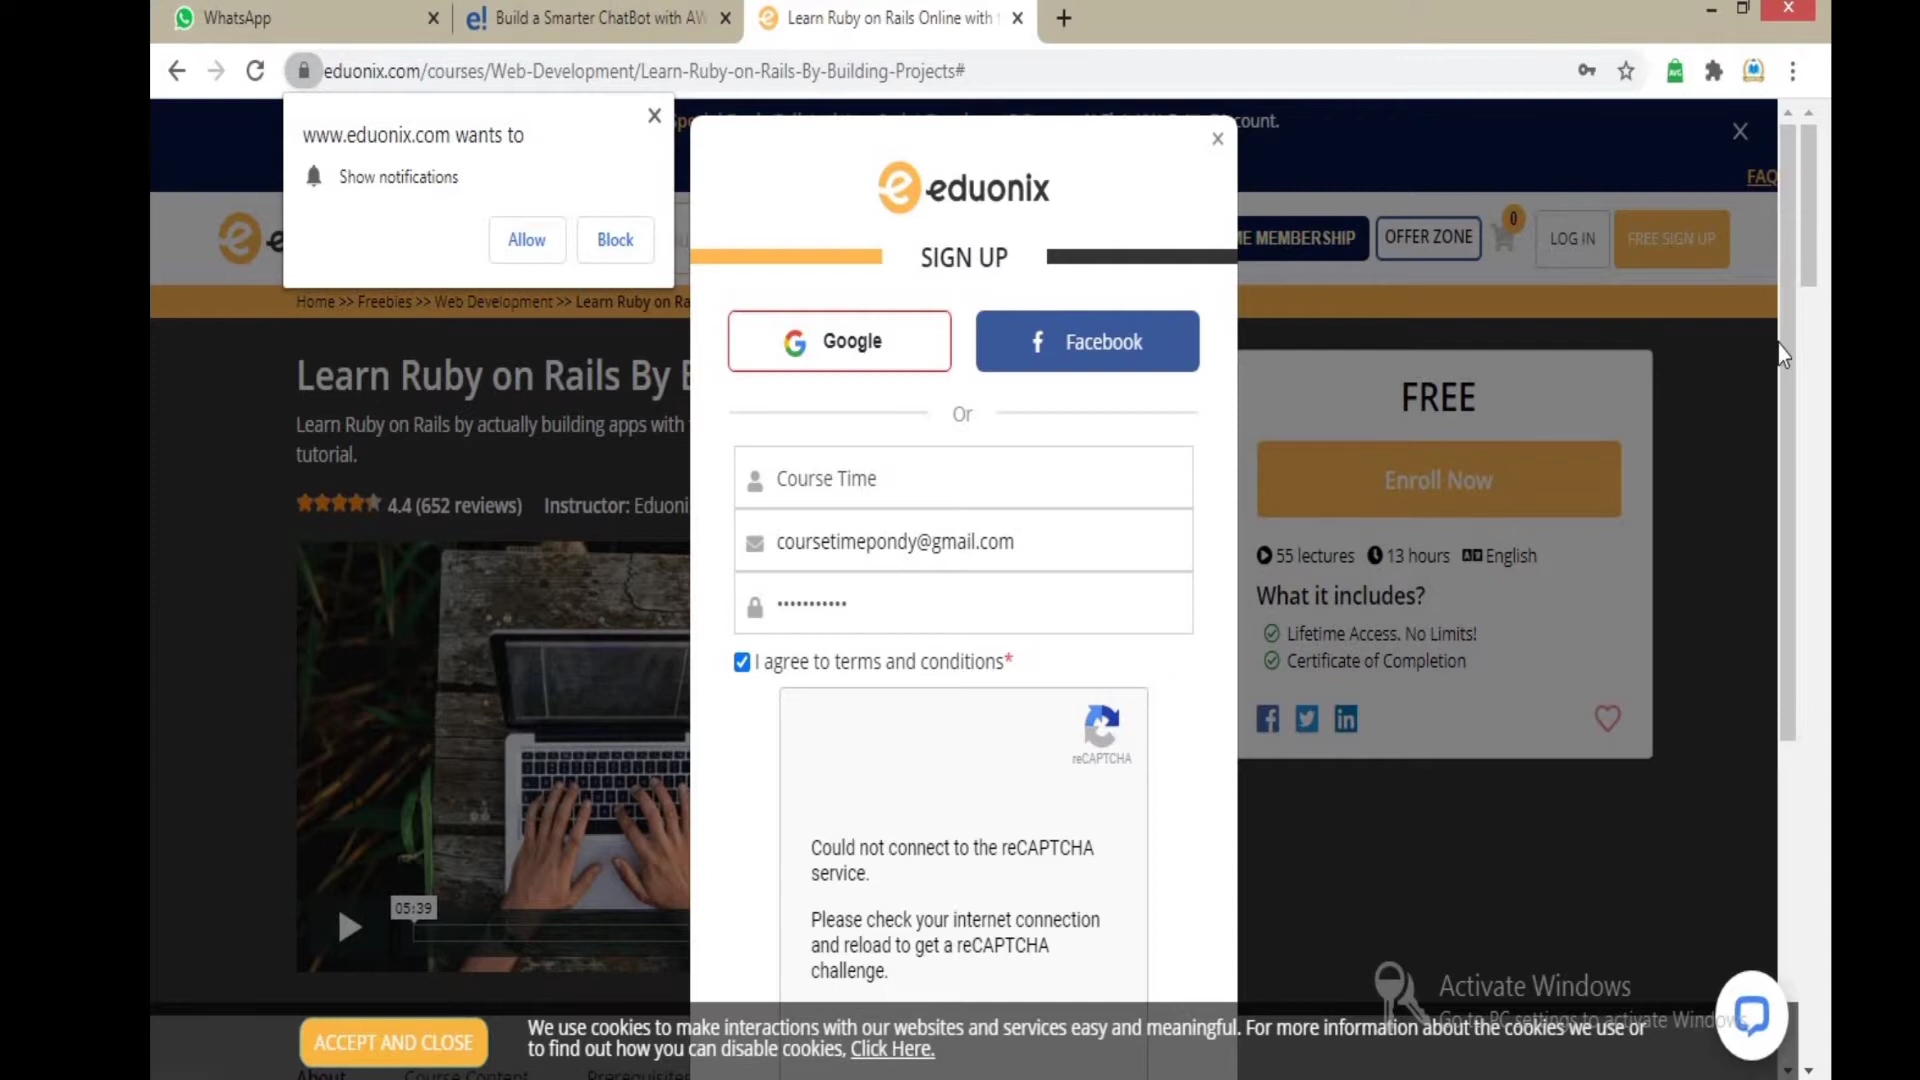 WhatsApp
Build a Smarter ChatBot with AW
Learn Ruby on Rails Online with
eduonix.com/courses/Web-Development/Learn-Ruby-on-Rails-By-Building-Projects#
www.eduonix.com wants to
Show notifications
Allow
Block
count.
FAQ
eduonix
SIGN UP
ME MEMBERSHIP
OFFER ZONE
0
LOG IN
FREE SIGN UP
Home >> Freebies >> Web Development >> Learn Ruby on Ra
Google
Facebook
Or
Learn Ruby on Rails By B
Learn Ruby on Rails by actually building apps with
tutorial.
4.4 (652 reviews) Instructor: Eduoni
Course Time
coursetimepondy@gmail.com
•••••••••••
I agree to terms and conditions*
reCAPTCHA
Could not connect to the reCAPTCHA
service.
Please check your internet connection
and reload to get a reCAPTCHA
challenge.
FREE
Enroll Now
55 lectures 13 hours English
What it includes?
Lifetime Access. No Limits!
Certificate of Completion
05:39
Activate Windows
Go to PC settings to activate Windows.
ACCEPT AND CLOSE
We use cookies to make interactions with our websites and services easy and meaningful. For more information about the cookies we use or
to find out how you can disable cookies, Click Here.
About
Course Content